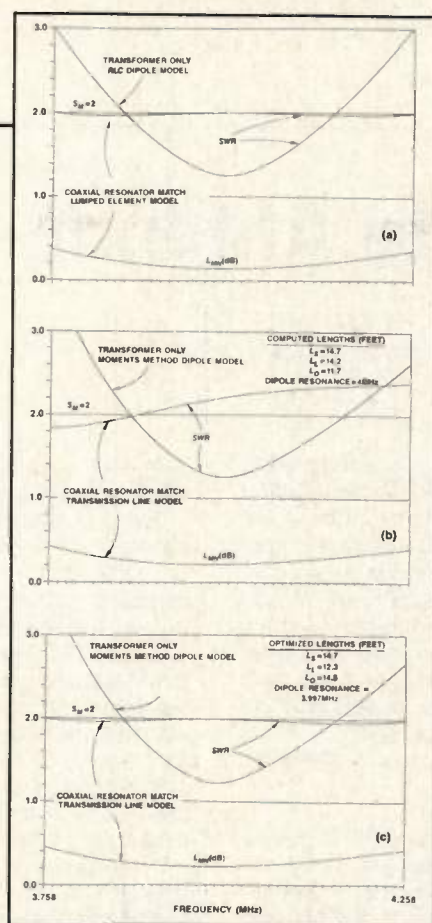 3.0
TRANSFORMER ONLY
RLC DIPOLE MODEL
2.0
SM=2
SWR
COAXIAL RESONATOR MATCH
LUMPED ELEMENT MODEL
1.0
(a)
LMN(dB)
0.0
3.0
TRANSFORMER ONLY
MOMENTS METHOD DIPOLE MODEL
COMPUTED LENGTHS (FEET)
LS=14.7
LL=14.2
LO=11.7
DIPOLE RESONANCE=4MHz
SM=2
2.0
SWR
COAXIAL RESONATOR MATCH
TRANSMISSION LINE MODEL
1.0
(b)
LMN(dB)
0.0
3.0
TRANSFORMER ONLY
MOMENTS METHOD DIPOLE MODEL
OPTIMIZED LENGTHS (FEET)
LS=14.7
LL=12.3
LO=14.8
DIPOLE RESONANCE=
3.997MHz
SM=2
2.0
SWR
COAXIAL RESONATOR MATCH
TRANSMISSION LINE MODEL
1.0
(c)
LMN(dB)
0.0
3.758
4.258
FREQUENCY (MHz)